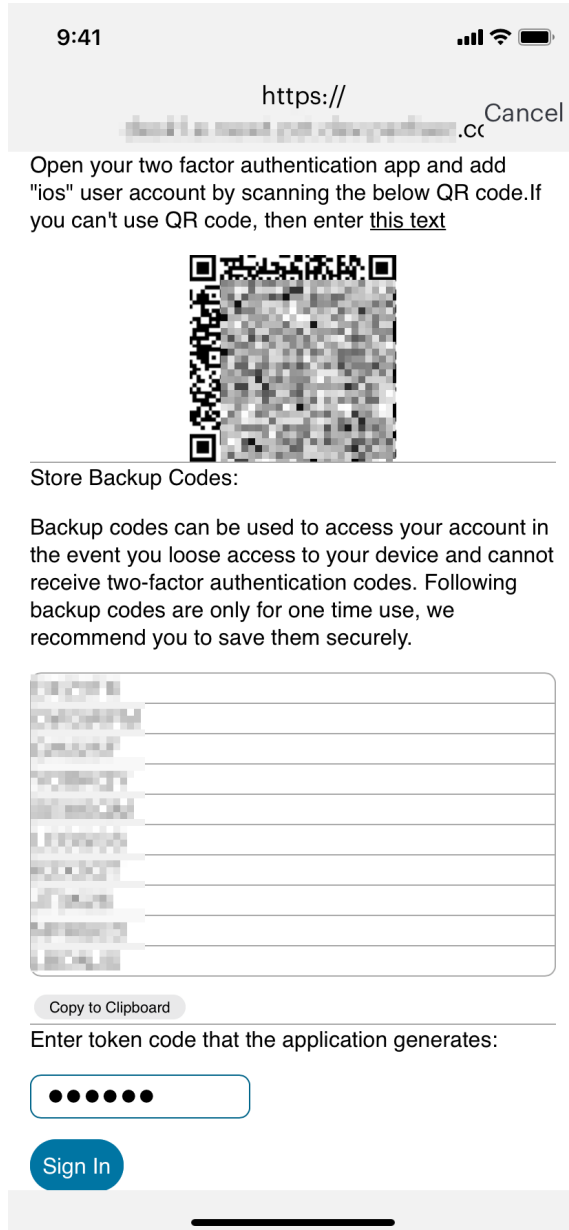 9:41
https://
.cc
Cancel
Open your two factor authentication app and add
"ios" user account by scanning the below QR code.If
you can't use QR code, then enter this text
Store Backup Codes:
Backup codes can be used to access your account in
the event you loose access to your device and cannot
receive two-factor authentication codes. Following
backup codes are only for one time use, we
recommend you to save them securely.
Copy to Clipboard
Enter token code that the application generates:
Sign In